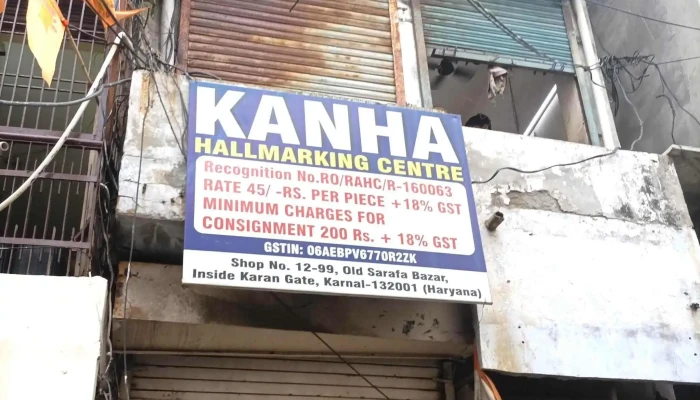 KANHA
HALLMARKING CENTRE
Recognition No.RO/RAHC/R-160063
RATE 45/ -RS. PER PIECE +18% GST
MINIMUM CHARGES FOR
CONSIGNMENT 200 Rs. + 18% GST
GSTIN: 06AEBPV6770R2ZK
Shop No. 12-99, Old Sarafa Bazar,
Inside Karan Gate, Karnal-132001 (Haryana)